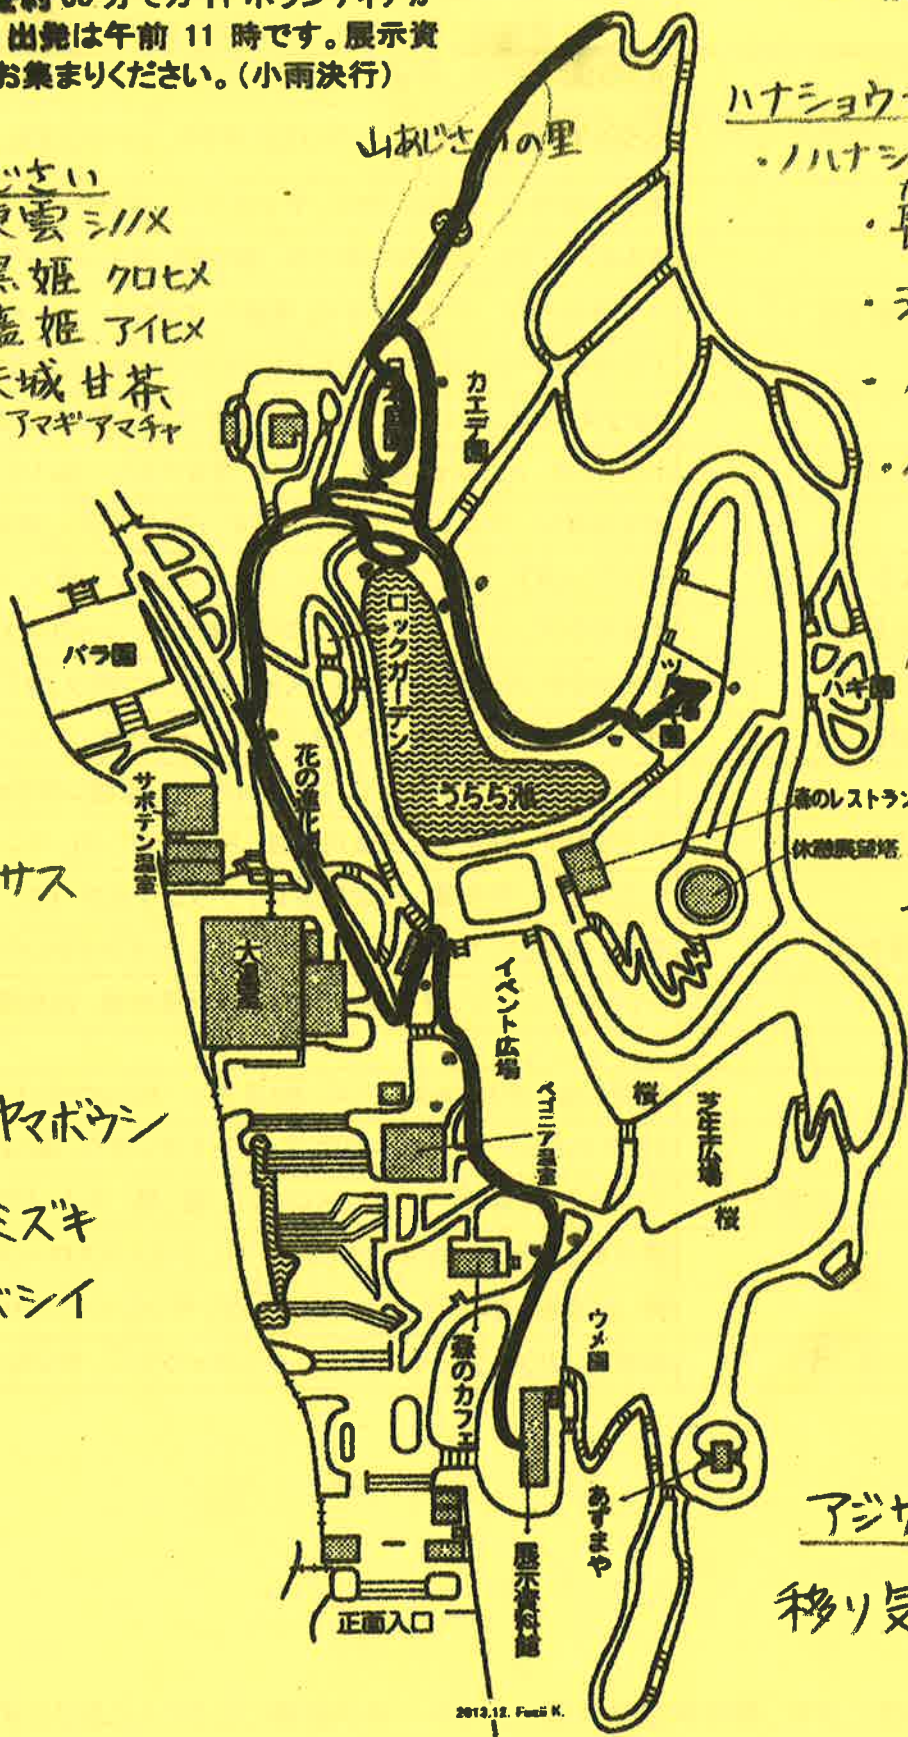 出発は午前 11 時です。展示資
お集まりください。(小雨決行)
山あじさいの里
ハナショウ
・ノハナシ
じさい
東雲 シノノメ
黒姫 クロヒメ
藍姫 アイヒメ
天城甘茶
アマギアマチャ
カエデ園
バラ園
ロックガーデン
ハギ園
花の進化園
うらら湖
サボテン温室
森のレストラン
休憩展望塔
サス
大温室
イベント広場
ベゴニア温室
桜
芝生広場
桜
ヤマボウシ
ミズキ
ウメ園
森のカフェ
あずまや
展示資料館
正面入口
アジサ
移り気
2013.12. Fuzii K.